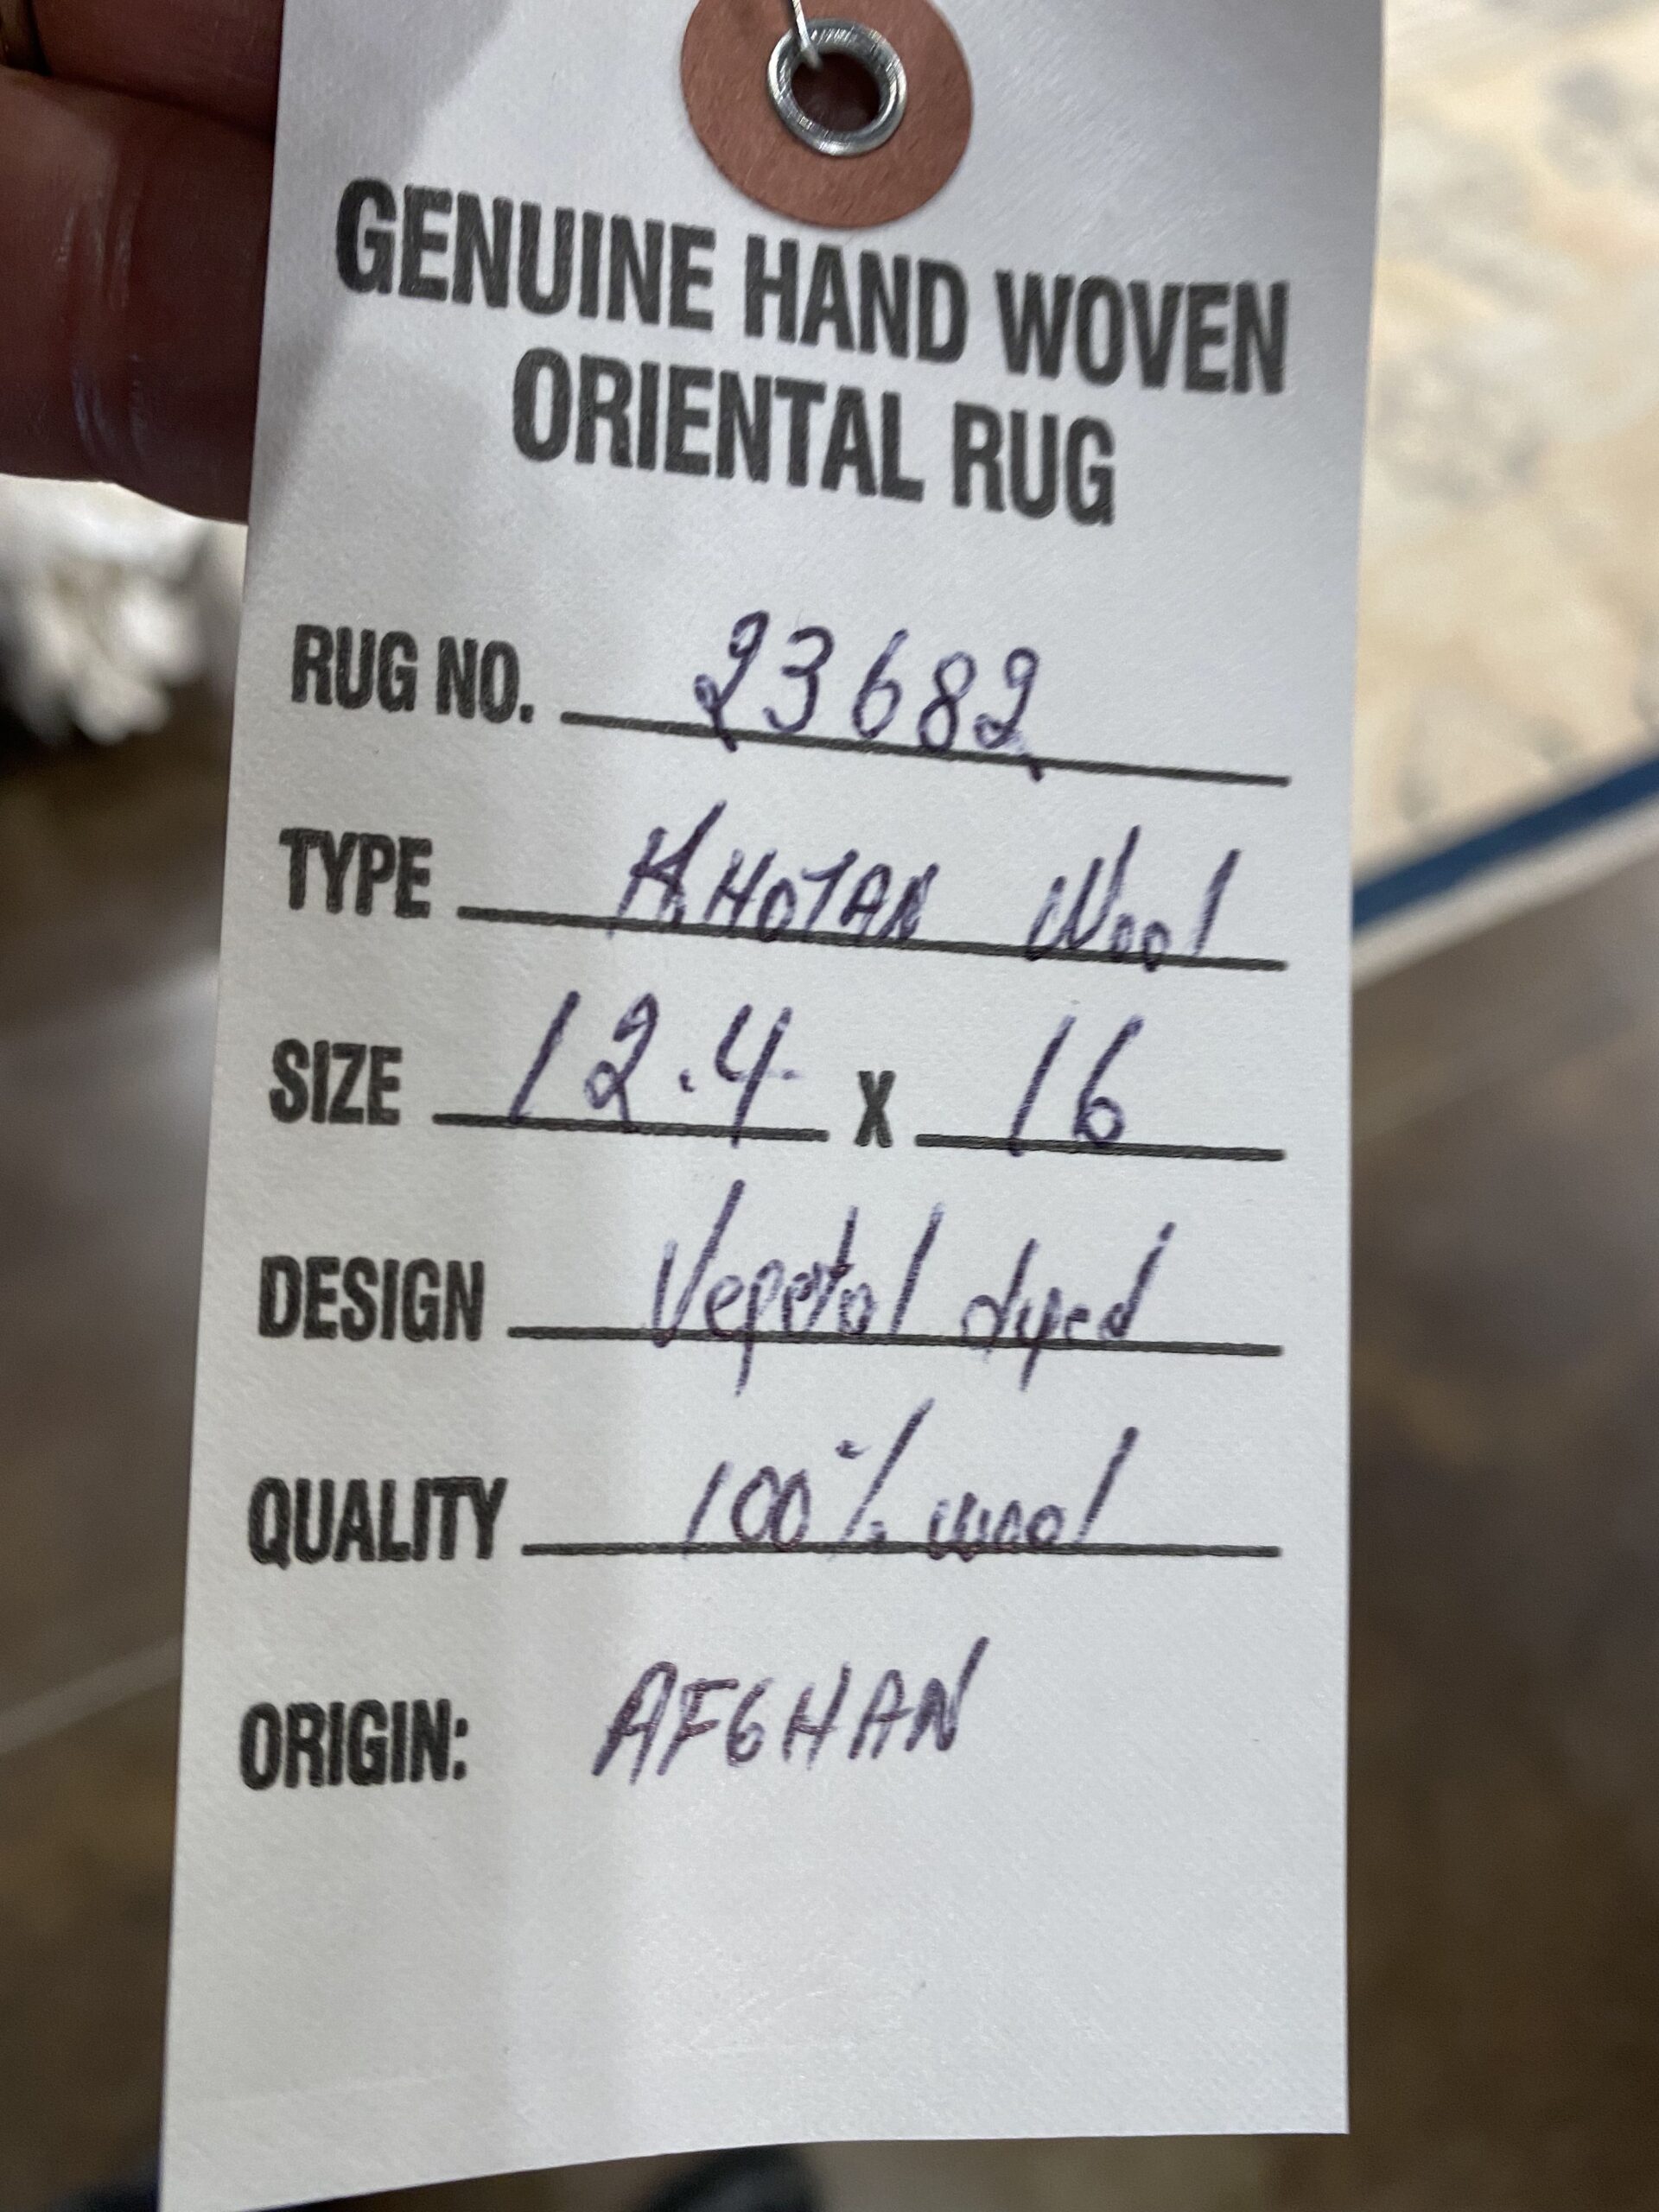 GENUINE HAND WOVEN
ORIENTAL RUG
RUG NO. 23682
TYPE KHOTAN Wool
SIZE 12.4 X 16
DESIGN Vegetal dyed
QUALITY 100% wool
ORIGIN: AFGHAN